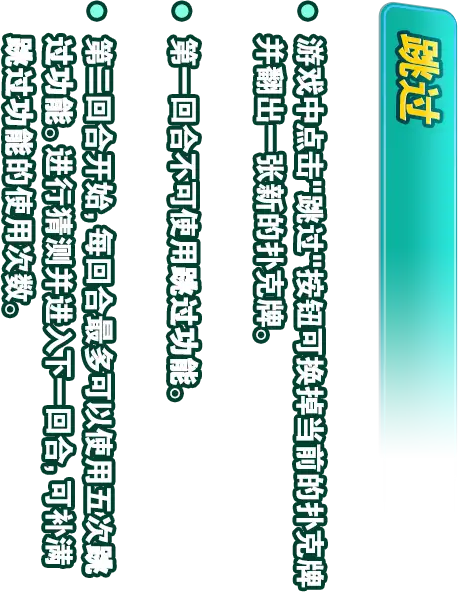 跳过
游戏中点击"跳过"按钮可换掉当前的扑克牌
并翻出一张新的扑克牌。
第一回合不可使用跳过功能。
第二回合开始，每回合最多可以使用五次跳
过功能。进行猜测并进入下一回合，可补满
跳过功能的使用次数。